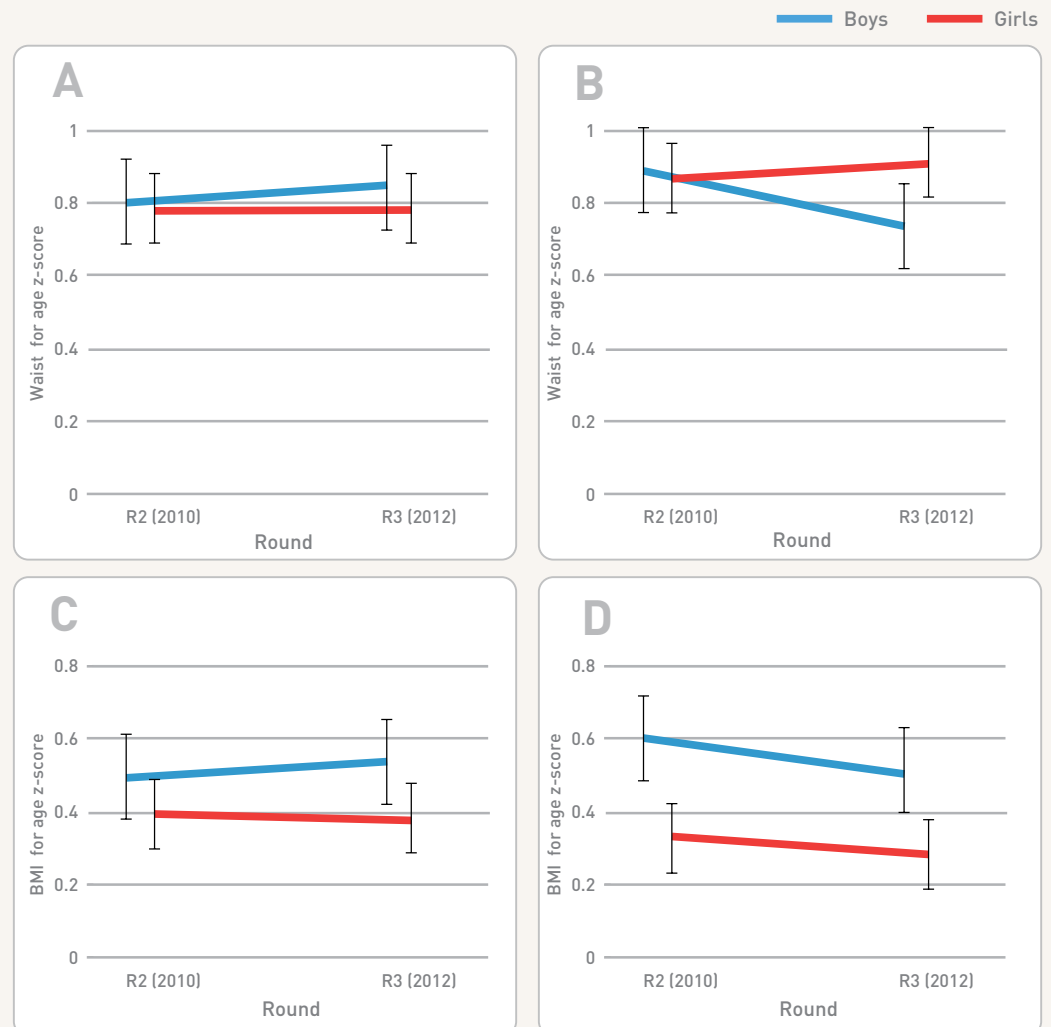 Boys Girls
A
Waist for age z-score
1
0.8
0.6
0.4
0.2
0
R2 (2010) R3 (2012)
Round
B
Waist for age z-score
1
0.8
0.6
0.4
0.2
0
R2 (2010) R3 (2012)
Round
C
BMI for age z-score
0.8
0.6
0.4
0.2
0
R2 (2010) R3 (2012)
Round
D
BMI for age z-score
0.8
0.6
0.4
0.2
0
R2 (2010) R3 (2012)
Round